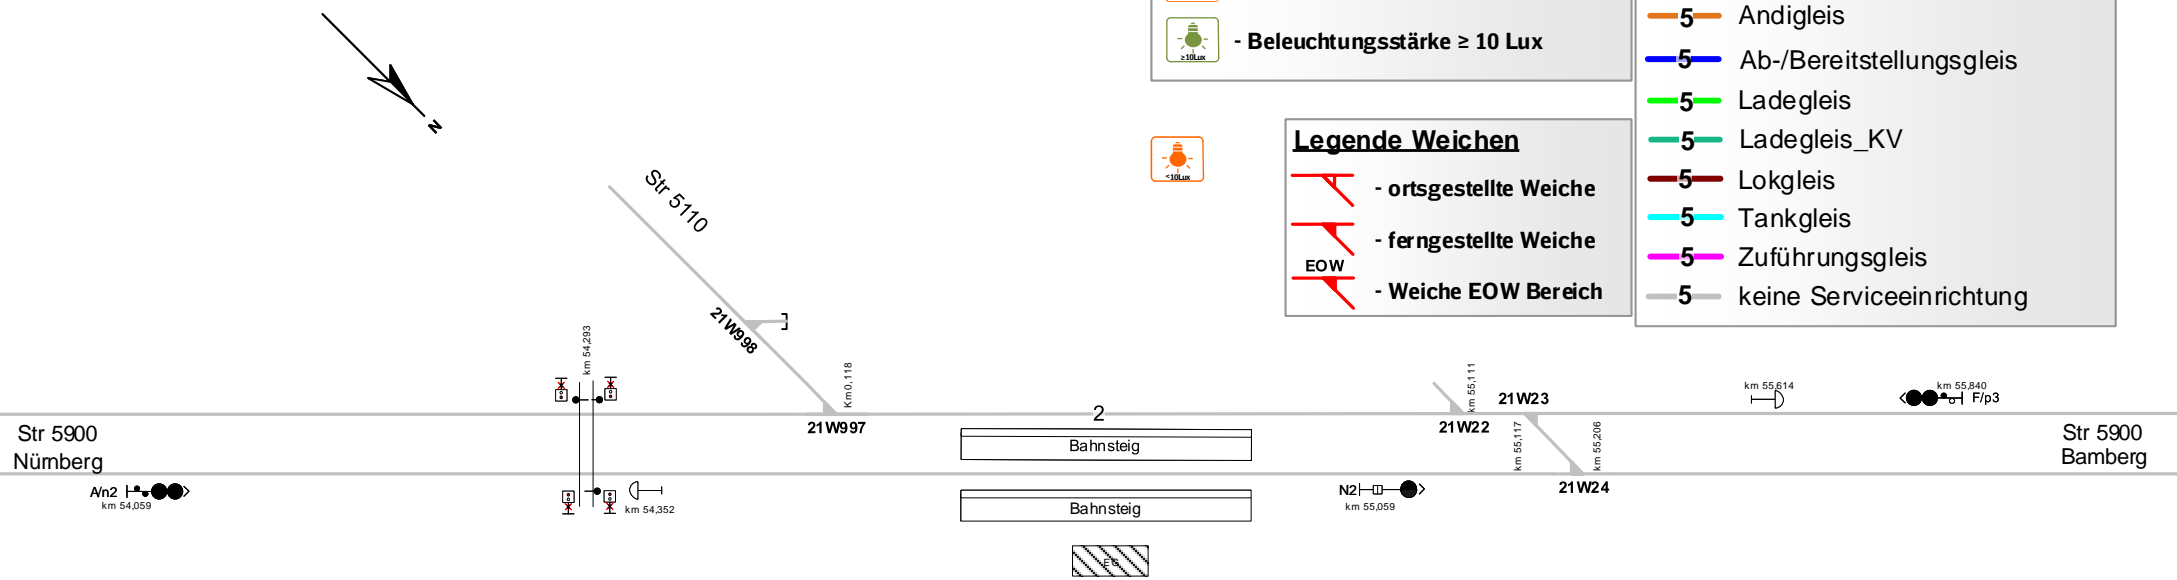 ≥10Lux
- Beleuchtungsstärke ≥ 10 Lux
5 Andigleis
5 Ab-/Bereitstellungsgleis
5 Ladegleis
5 Ladegleis_KV
5 Lokgleis
5 Tankgleis
5 Zuführungsgleis
5 keine Serviceeinrichtung
N
<10Lux
Legende Weichen
- ortsgestellte Weiche
- ferngestellte Weiche
EOW
- Weiche EOW Bereich
Str 5110
21W998
km 54,293
Km0,118
21W997
2
km 55,111
21W22
21W23
km 55,117
km 55,206
21W24
km 55,614
km 55,840
F/p3
Str 5900
Nürnberg
Bahnsteig
Str 5900
Bamberg
A/n2
km 54,059
km 54,352
Bahnsteig
N2
km 55,059
EG